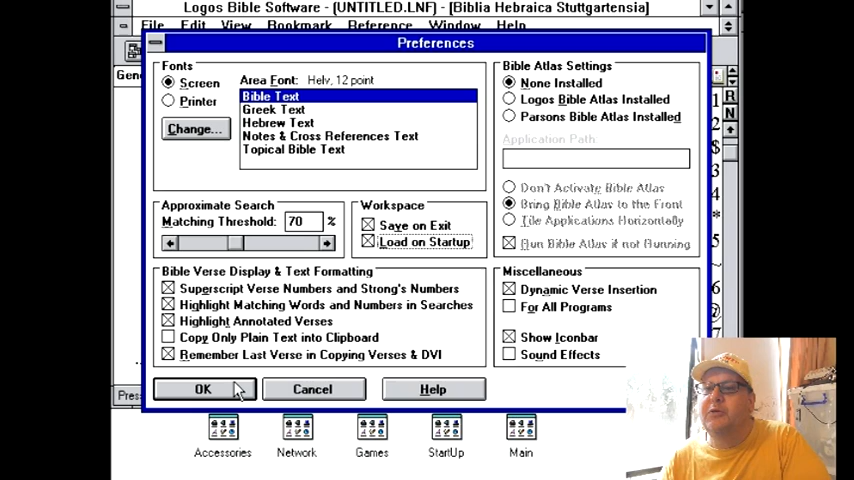 Logos Bible Software - (UNTITLED.LNF) - [Biblia Hebraica Stuttgartensia]
File Edit View Bookmark Reference Window Help
Preferences
Fonts
Screen
Printer
Change...
Area Font: Helv, 12 point
Bible Text
Greek Text
Hebrew Text
Notes & Cross References Text
Topical Bible Text
Approximate Search
Matching Threshold: 70 %
Workspace
Save on Exit
Load on Startup
Bible Verse Display & Text Formatting
Superscript Verse Numbers and Strong's Numbers
Highlight Matching Words and Numbers in Searches
Highlight Annotated Verses
Copy Only Plain Text into Clipboard
Remember Last Verse in Copying Verses & DVI
Bible Atlas Settings
None Installed
Logos Bible Atlas Installed
Parsons Bible Atlas Installed
Application Path
Don't Activate Bible Atlas
Bring Bible Atlas to the Front
Tile Applications Horizontally
Run Bible Atlas if not Running
Miscellaneous
Dynamic Verse Insertion
For All Programs
Show Iconbar
Sound Effects
OK Cancel Help
Gen
Press
Accessories Network Games StartUp Main